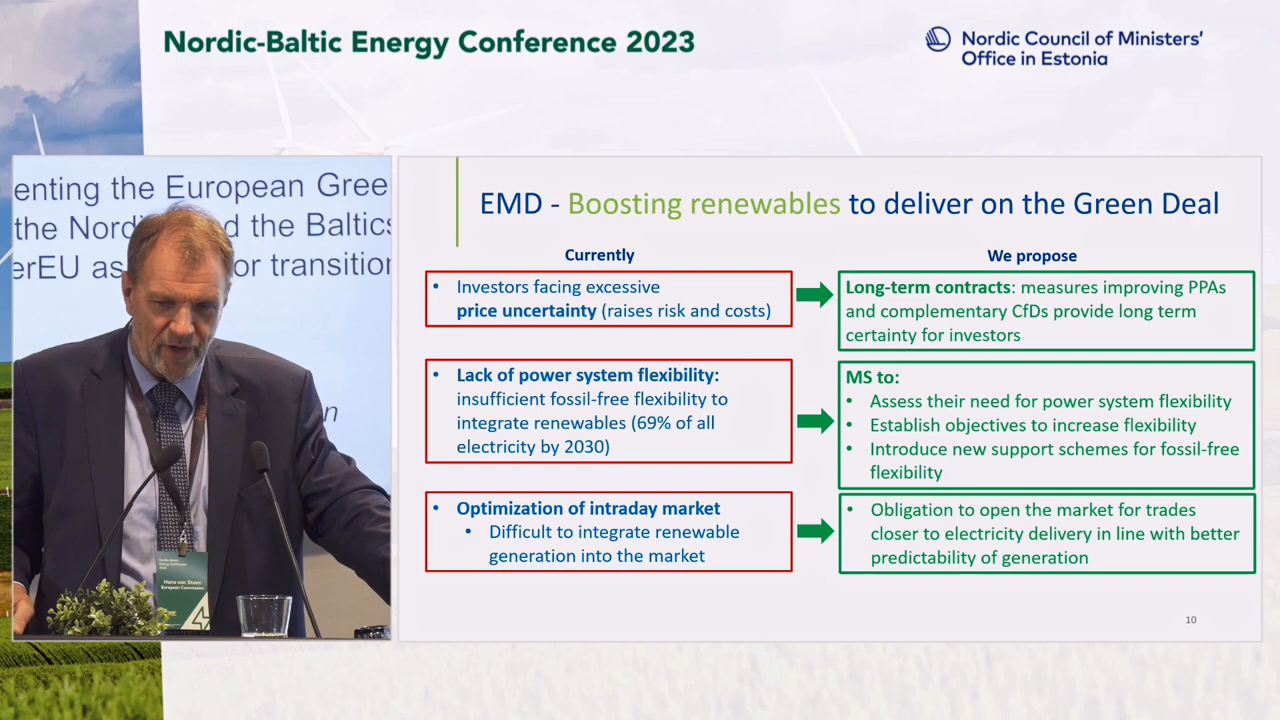 Nordic-Baltic Energy Conference 2023
Nordic Council of Ministers'
Office in Estonia
enting the European Gree
the Nord d the Baltics
erEU as or transition
n
Hans von Steen
European Commission
EMD - Boosting renewables to deliver on the Green Deal
Currently
We propose
• Investors facing excessive
price uncertainty (raises risk and costs)
Long-term contracts: measures improving PPAs
and complementary CfDs provide long term
certainty for investors
• Lack of power system flexibility:
insufficient fossil-free flexibility to
integrate renewables (69% of all
electricity by 2030)
MS to:
• Assess their need for power system flexibility
• Establish objectives to increase flexibility
• Introduce new support schemes for fossil-free
flexibility
• Optimization of intraday market
• Difficult to integrate renewable
generation into the market
• Obligation to open the market for trades
closer to electricity delivery in line with better
predictability of generation
10